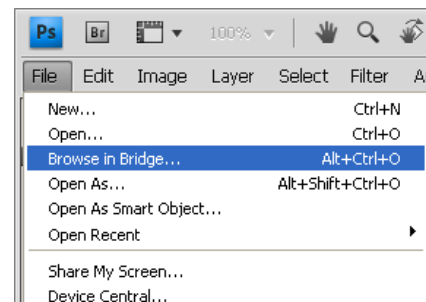 Ps Br 100%
File Edit Image Layer Select Filter A
New... Ctrl+N
Open... Ctrl+O
Browse in Bridge... Alt+Ctrl+O
Open As... Alt+Shift+Ctrl+O
Open As Smart Object...
Open Recent
Share My Screen...
Device Central...